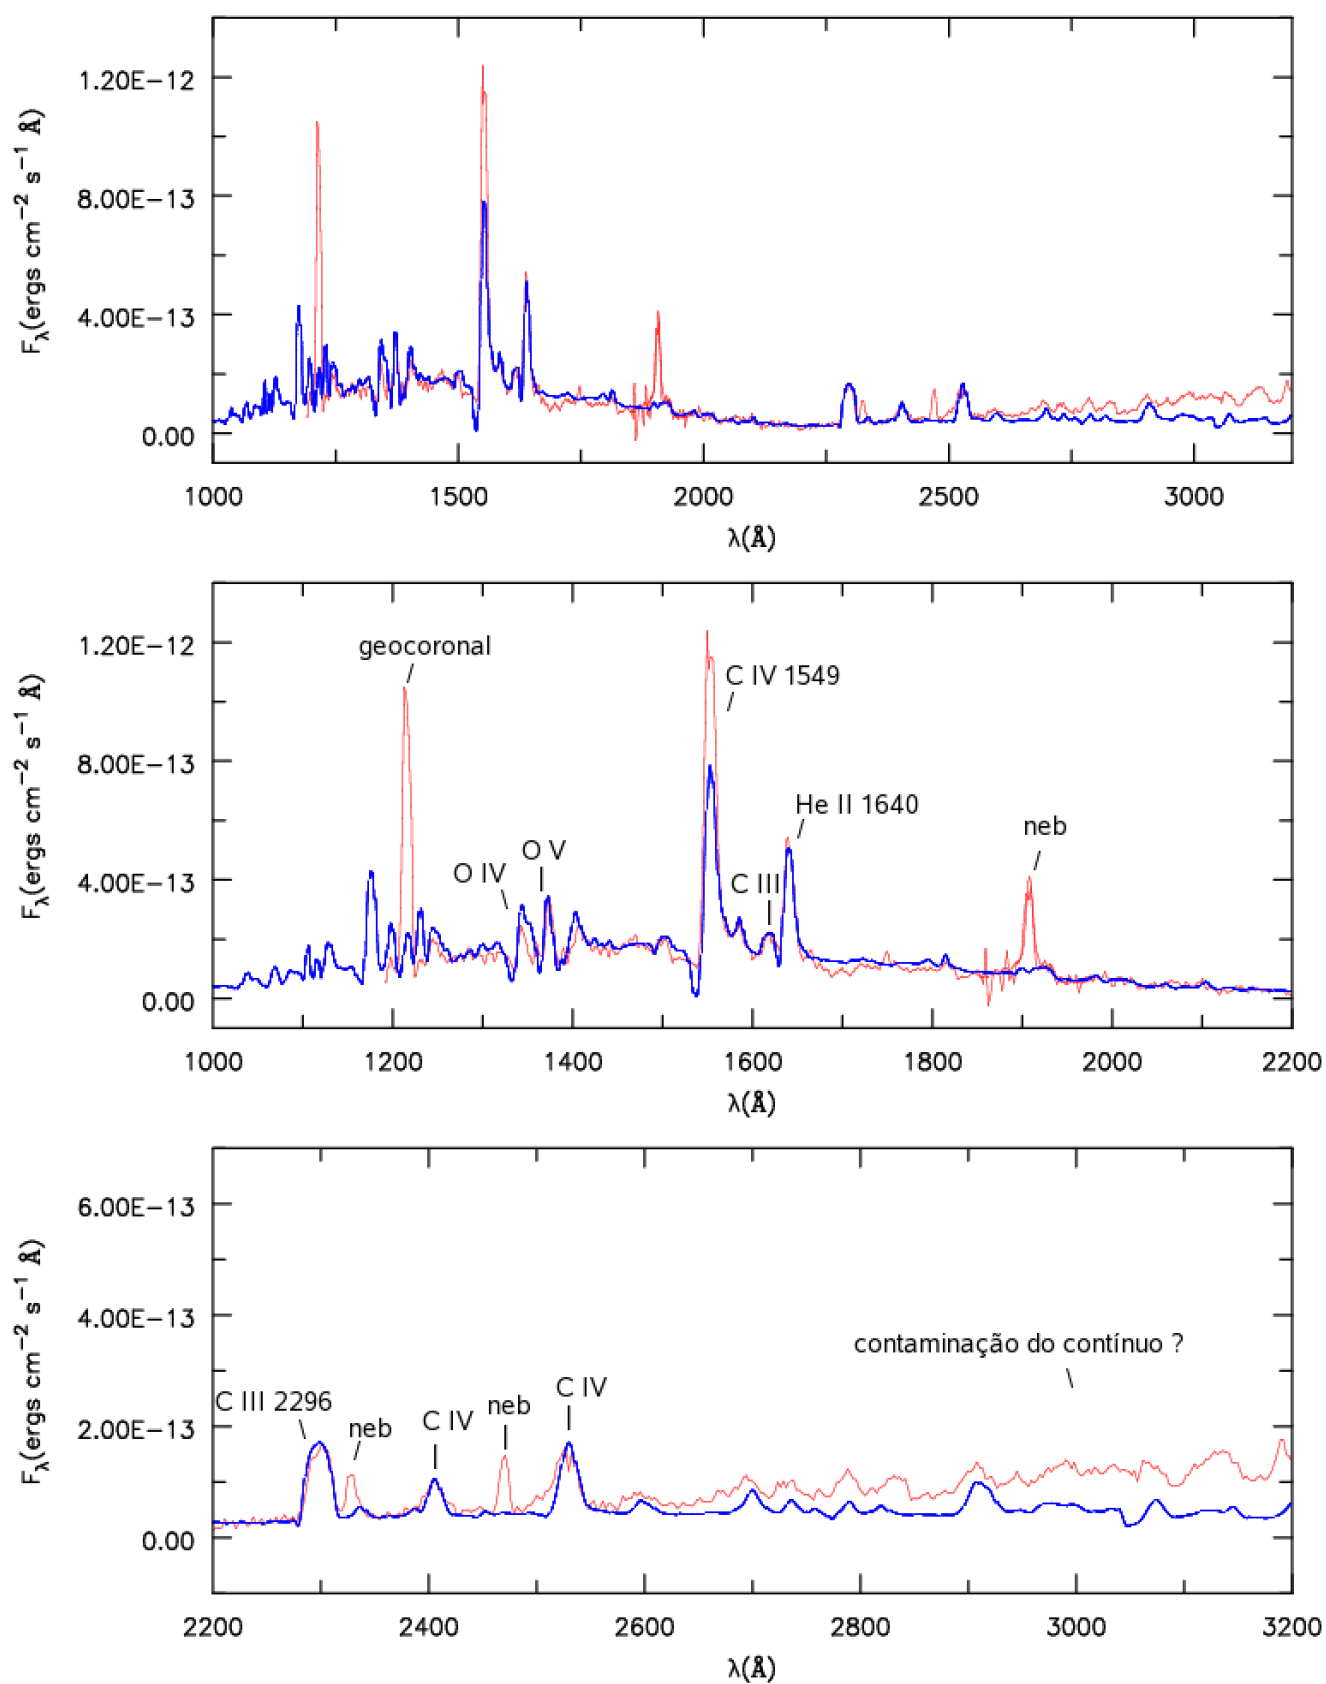 1.20E−12
8.00E−13
4.00E−13
0.00
Fλ(ergs cm−2 s−1 Å)
1000 1500 2000 2500 3000
λ(Å)
geocoronal
1.20E−12
C IV 1549
8.00E−13
He II 1640
neb
O V
O IV
C III
4.00E−13
0.00
Fλ(ergs cm−2 s−1 Å)
1000 1200 1400 1600 1800 2000 2200
λ(Å)
6.00E−13
4.00E−13
contaminação do contínuo ?
C III 2296
neb
C IV
neb
C IV
2.00E−13
0.00
Fλ(ergs cm−2 s−1 Å)
2200 2400 2600 2800 3000 3200
λ(Å)